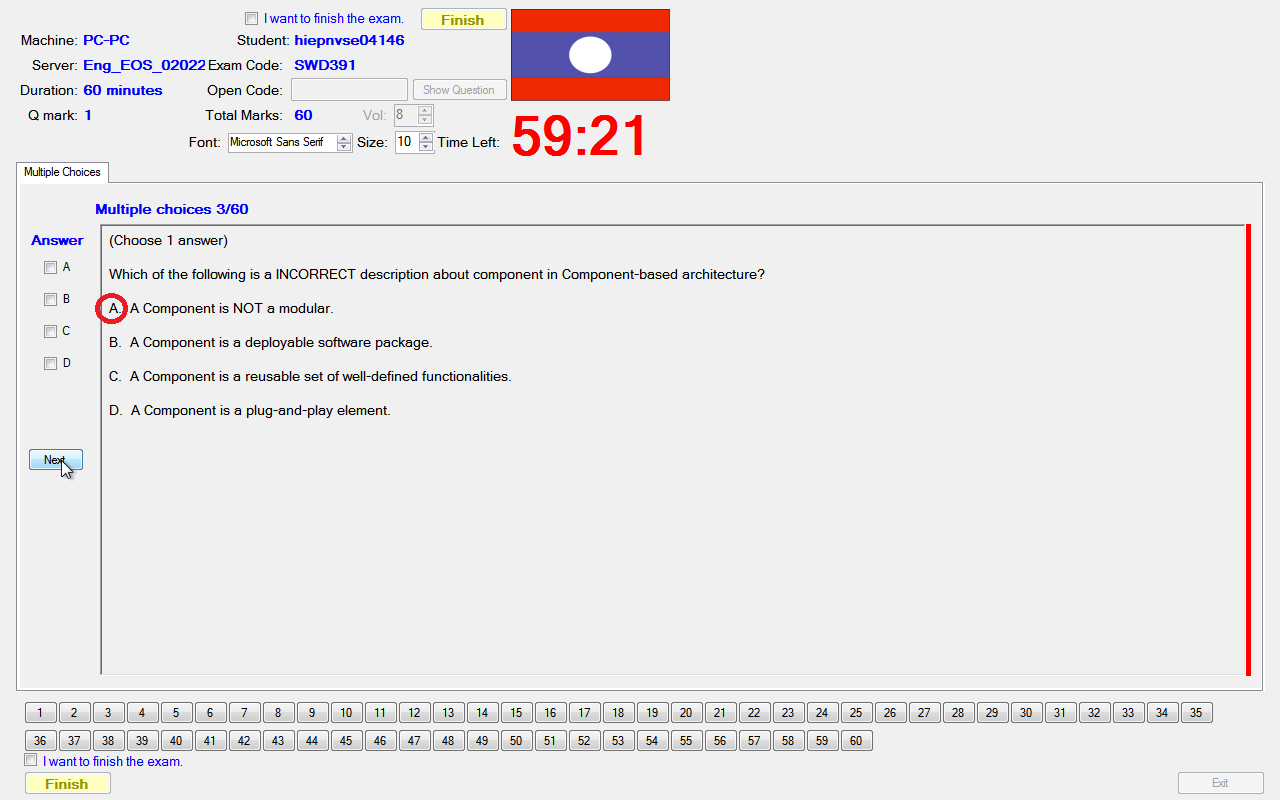 I want to finish the exam. Finish
Machine: PC-PC Student: hiepnvse04146
Server: Eng_EOS_02022 Exam Code: SWD391
Duration: 60 minutes Open Code: Show Question
Q mark: 1 Total Marks: 60 Vol: 8
Font: Microsoft Sans Serif Size: 10 Time Left: 59:21
Multiple Choices
Multiple choices 3/60
Answer
(Choose 1 answer)
A
Which of the following is a INCORRECT description about component in Component-based architecture?
B
A. A Component is NOT a modular.
C
B. A Component is a deployable software package.
D
C. A Component is a reusable set of well-defined functionalities.
D. A Component is a plug-and-play element.
Next
1 2 3 4 5 6 7 8 9 10 11 12 13 14 15 16 17 18 19 20 21 22 23 24 25 26 27 28 29 30 31 32 33 34 35
36 37 38 39 40 41 42 43 44 45 46 47 48 49 50 51 52 53 54 55 56 57 58 59 60
I want to finish the exam.
Finish Exit